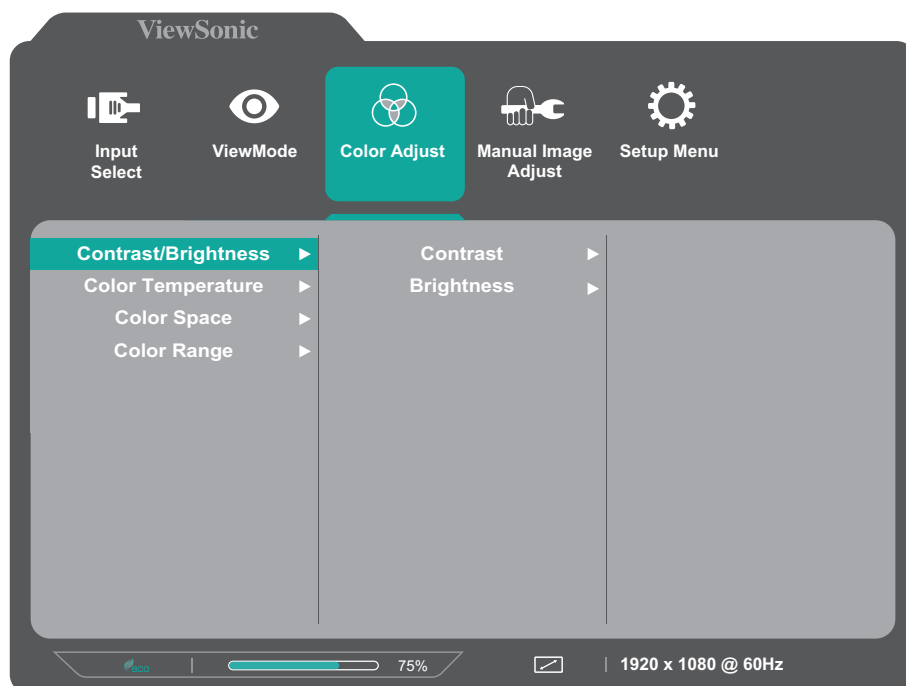 ViewSonic
Input
Select
ViewMode
Color Adjust
Manual Image
Adjust
Setup Menu
Contrast/Brightness
Color Temperature
Color Space
Color Range
Contrast
Brightness
eco
75%
1920 x 1080 @ 60Hz